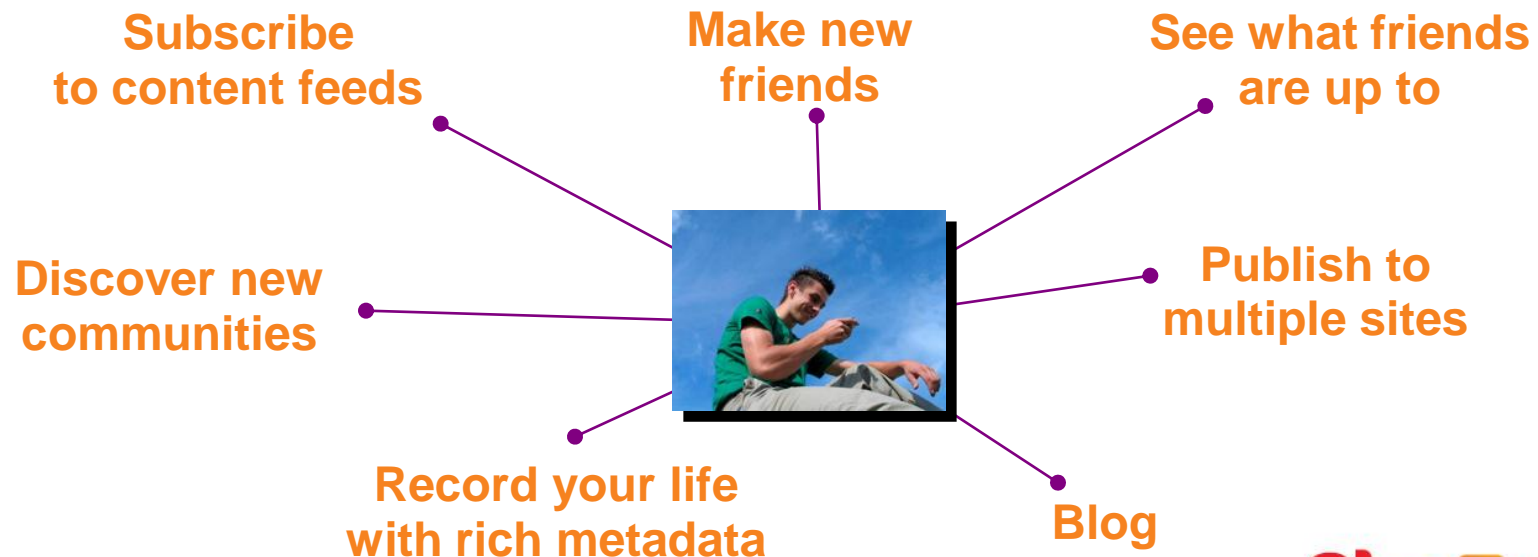 Subscribe
to content feeds
Make new
friends
See what friends
are up to
Discover new
communities
Publish to
multiple sites
Record your life
with rich metadata
Blog